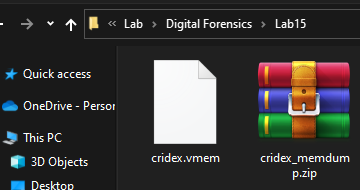 « Lab > Digital Forensics > Lab15
Quick access
OneDrive - Person
This PC
3D Objects
Desktop
cridex.vmem
cridex_memdum
p.zip